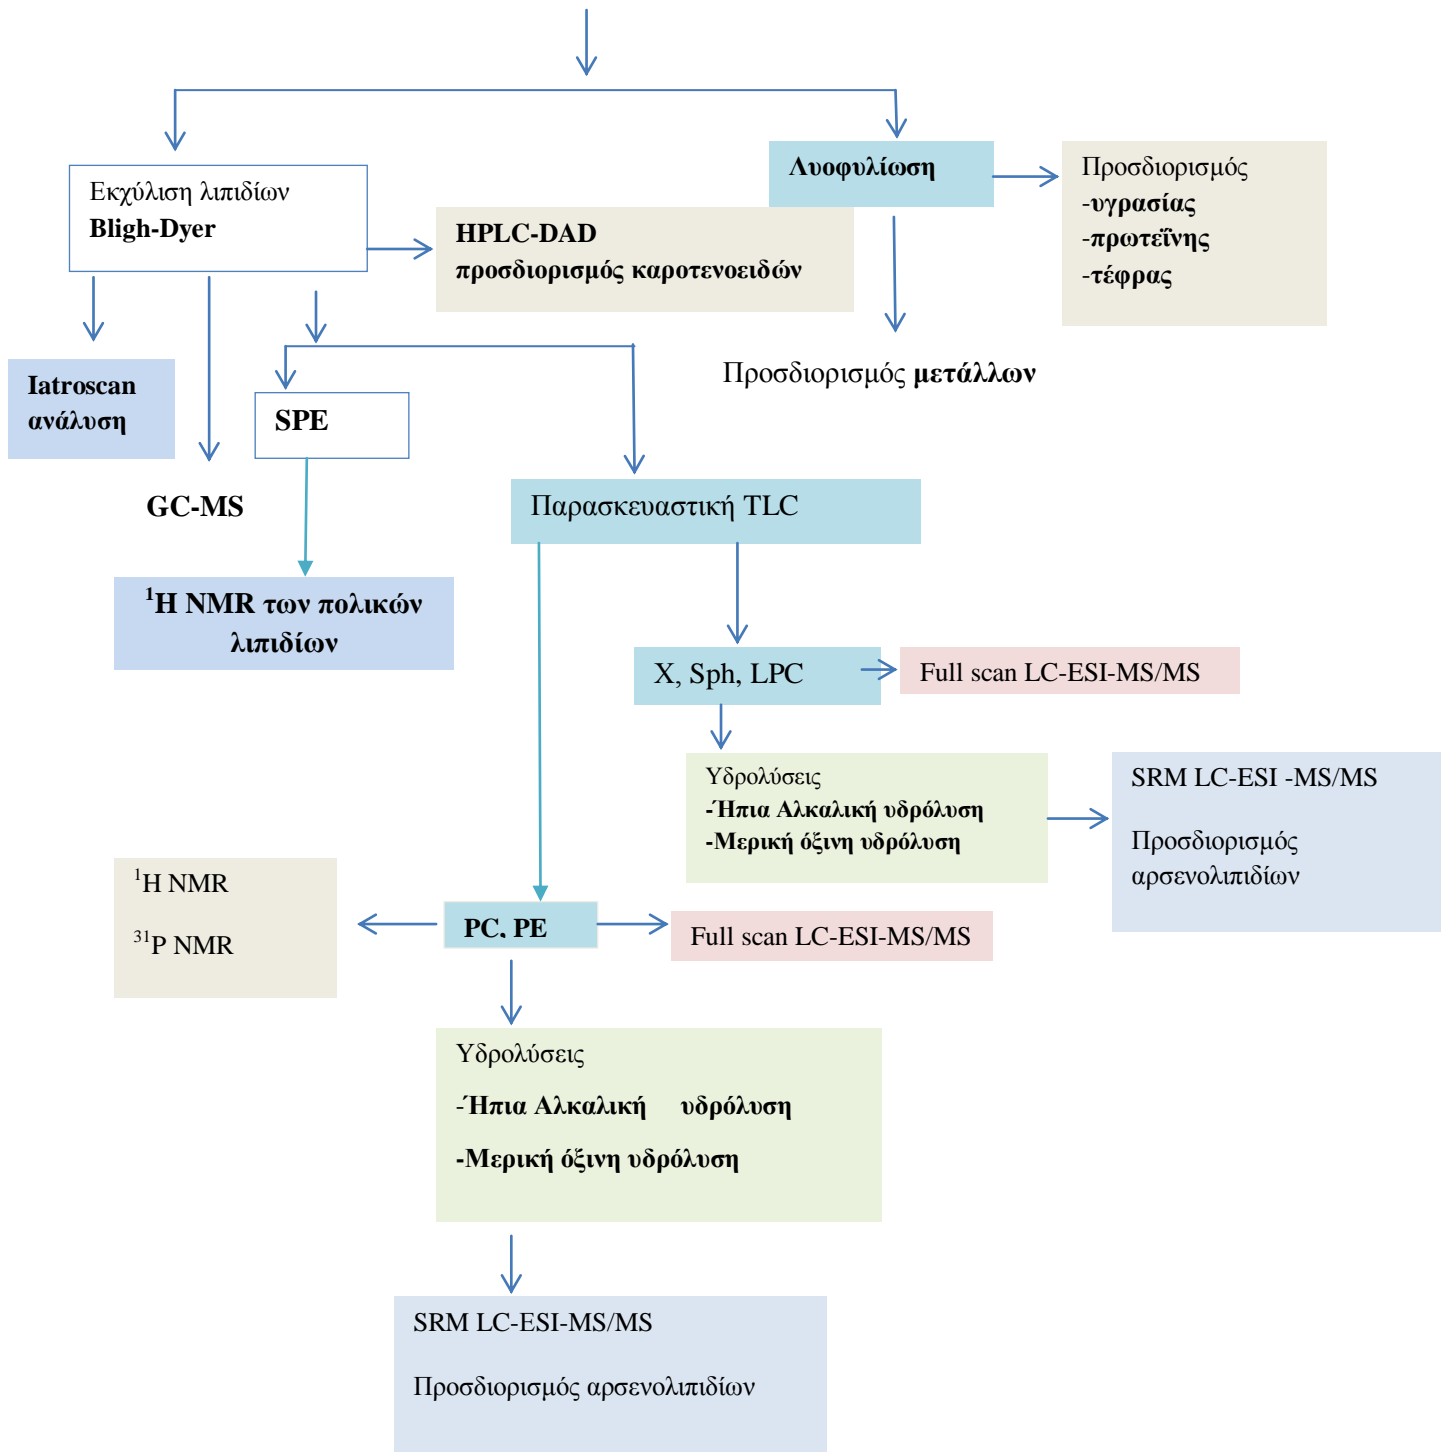 Εκχύλιση λιπιδίων
Bligh-Dyer
HPLC-DAD
προσδιορισμός καροτενοειδών
Λυοφυλίωση
Προσδιορισμός
-υγρασίας
-πρωτεΐνης
-τέφρας
Προσδιορισμός μετάλλων
Iatroscan
ανάλυση
GC-MS
SPE
¹H NMR των πολικών
λιπιδίων
Παρασκευαστική TLC
X, Sph, LPC
Full scan LC-ESI-MS/MS
Υδρολύσεις
-Ήπια Αλκαλική υδρόλυση
-Μερική όξινη υδρόλυση
SRM LC-ESI -MS/MS
Προσδιορισμός
αρσενολιπιδίων
¹H NMR
³¹P NMR
PC, PE
Full scan LC-ESI-MS/MS
Υδρολύσεις
-Ήπια Αλκαλική υδρόλυση
-Μερική όξινη υδρόλυση
SRM LC-ESI-MS/MS
Προσδιορισμός αρσενολιπιδίων